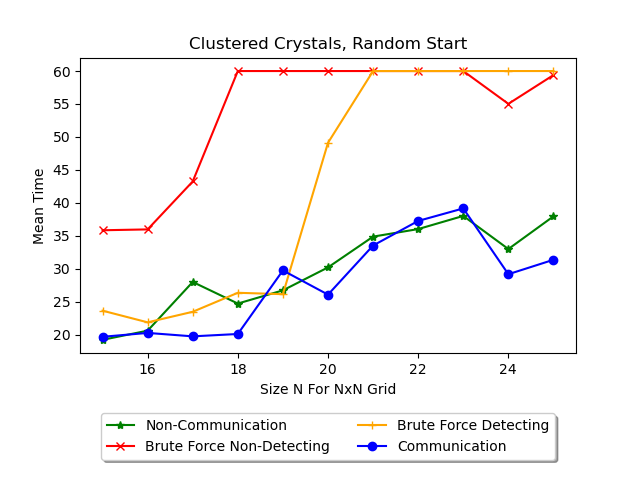 Clustered Crystals, Random Start
60
55
50
45
40
35
30
25
20
Mean Time
16 18 20 22 24
Size N For NxN Grid
Non-Communication Brute Force Detecting
Brute Force Non-Detecting Communication